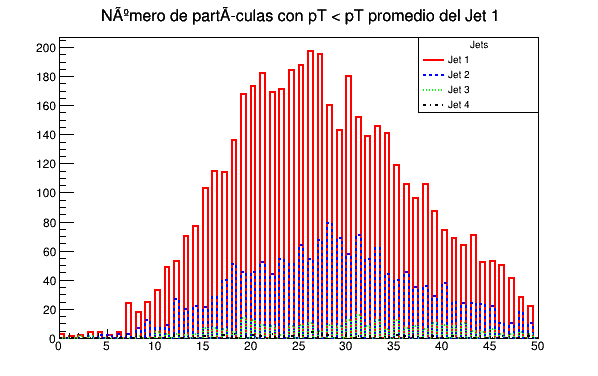 NÃºmero de partÃ-culas con pT < pT promedio del Jet 1
Jets
Jet 1
Jet 2
Jet 3
Jet 4
200
180
160
140
120
100
80
60
40
20
0
0 5 10 15 20 25 30 35 40 45 50